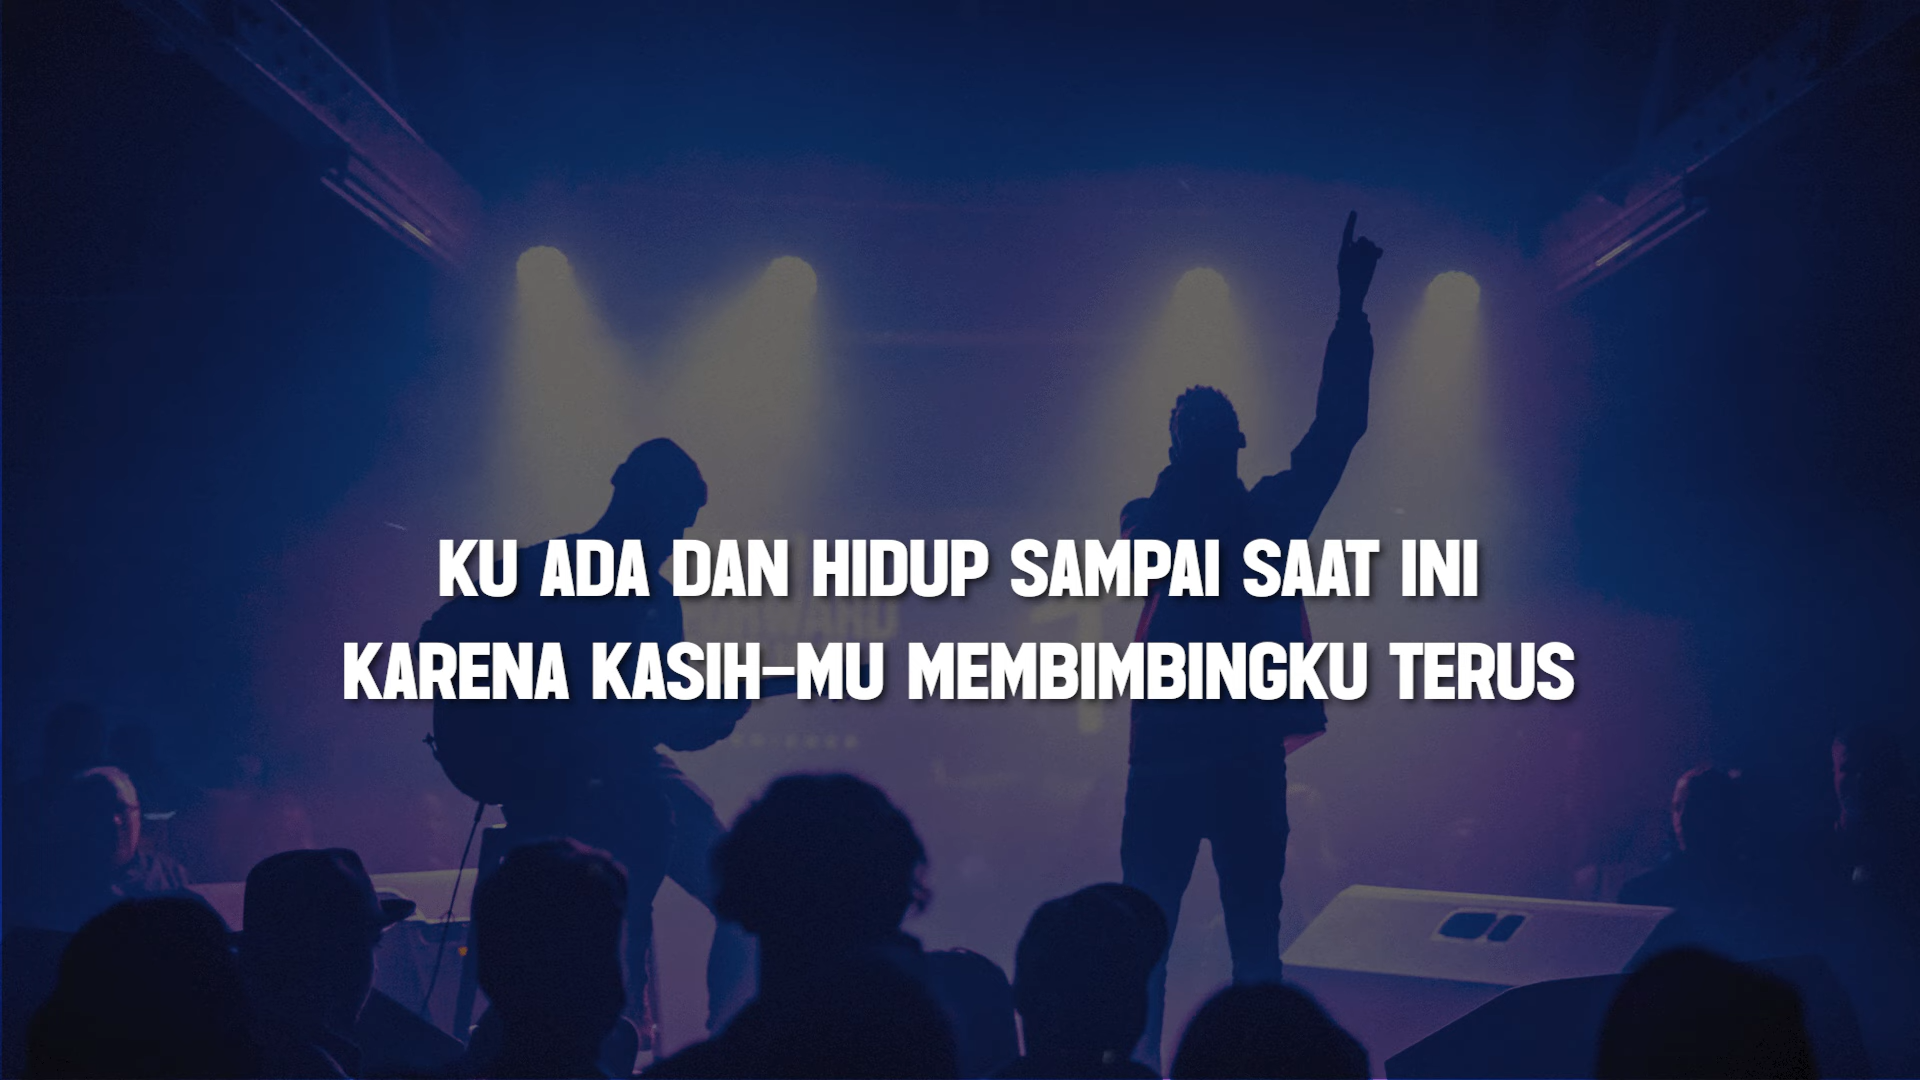 KU ADA DAN HIDUP SAMPAI SAAT INI
KARENA KASIH-MU MEMBIMBINGKU TERUS